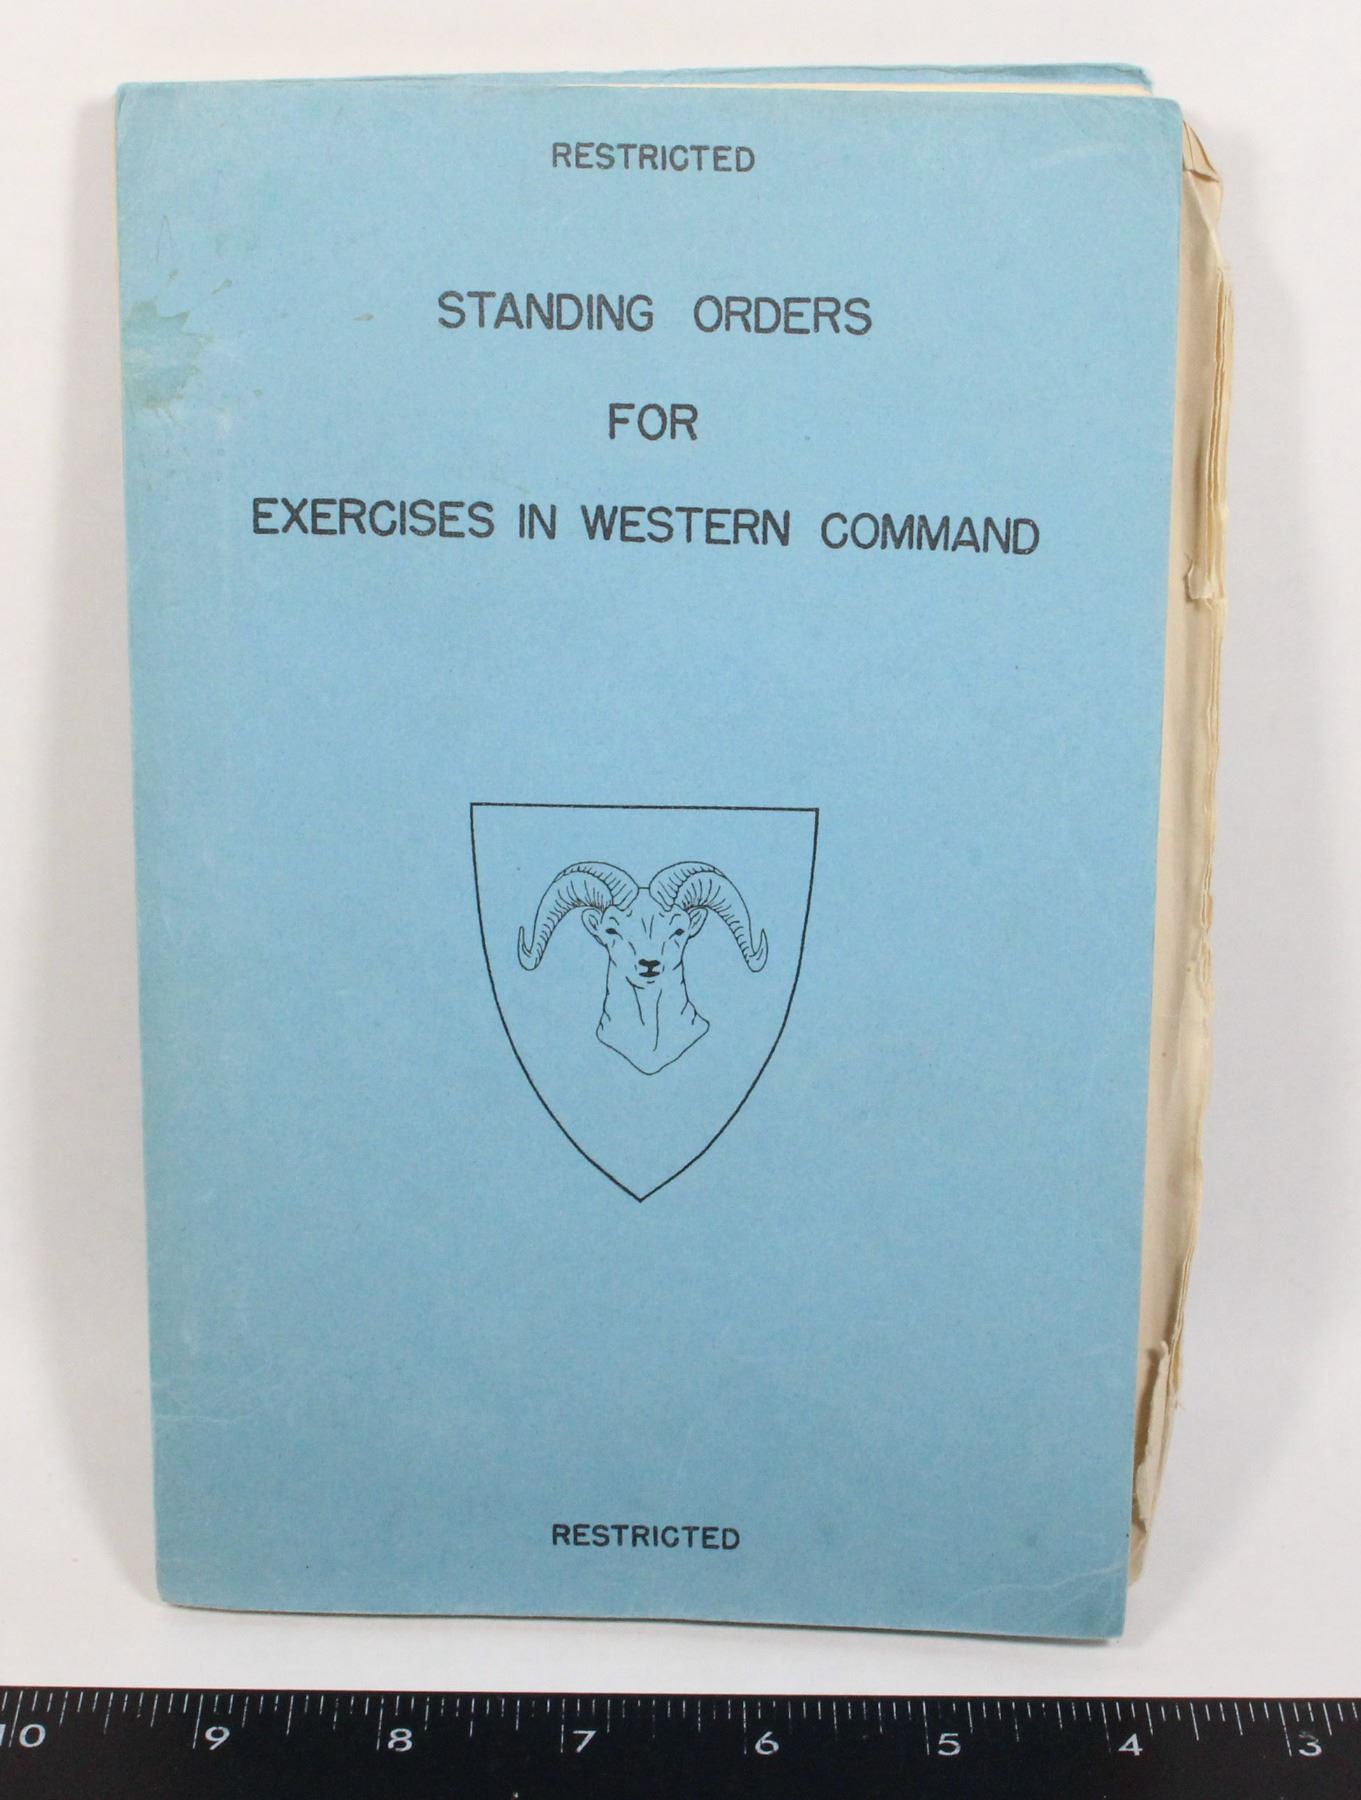 RESTRICTED
STANDING ORDERS
FOR
EXERCISES IN WESTERN COMMAND
RESTRICTED
10 9 8 7 6 5 4 3